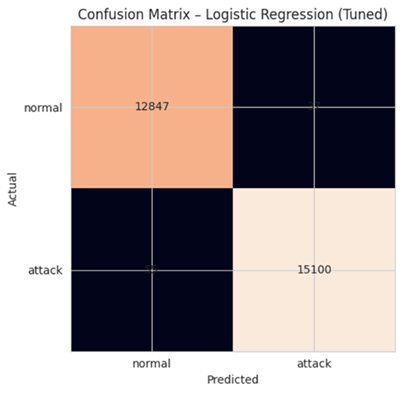 Confusion Matrix – Logistic Regression (Tuned)
normal
12847
Actual
attack
15100
normal
attack
Predicted